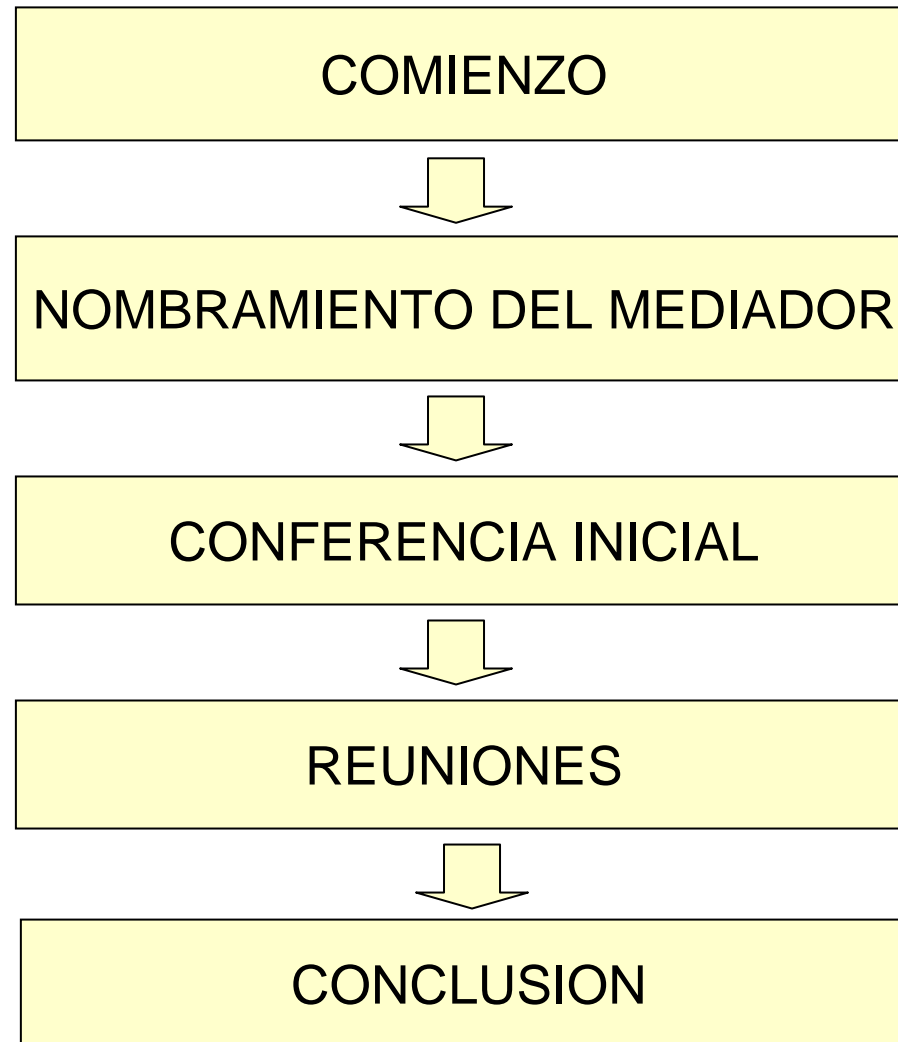 COMIENZO
NOMBRAMIENTO DEL MEDIADOR
CONFERENCIA INICIAL
REUNIONES
CONCLUSION